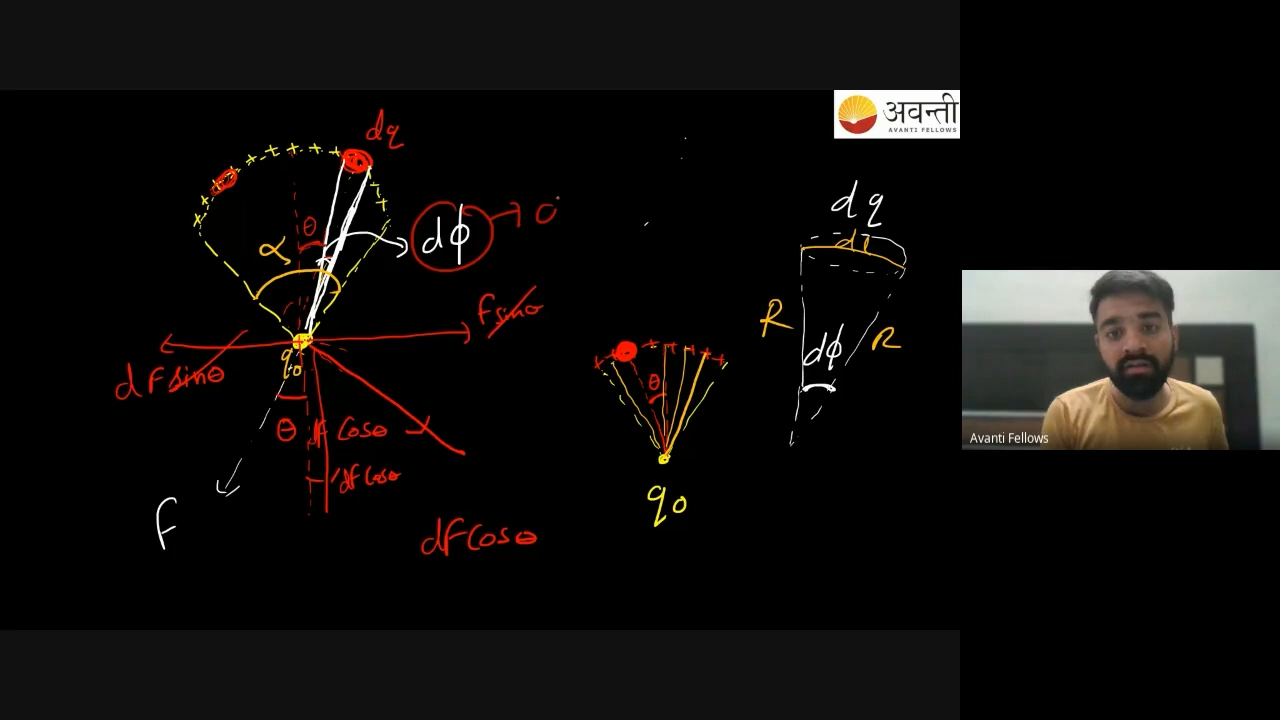 अवन्ती
AVANTI FELLOWS
dq
θ
α
dφ
F sinθ
dF sinθ
q₀
θ
F cosθ
dF cosθ
F
dF cosθ
θ
q₀
dq
dl
R
R
dφ
Avanti Fellows